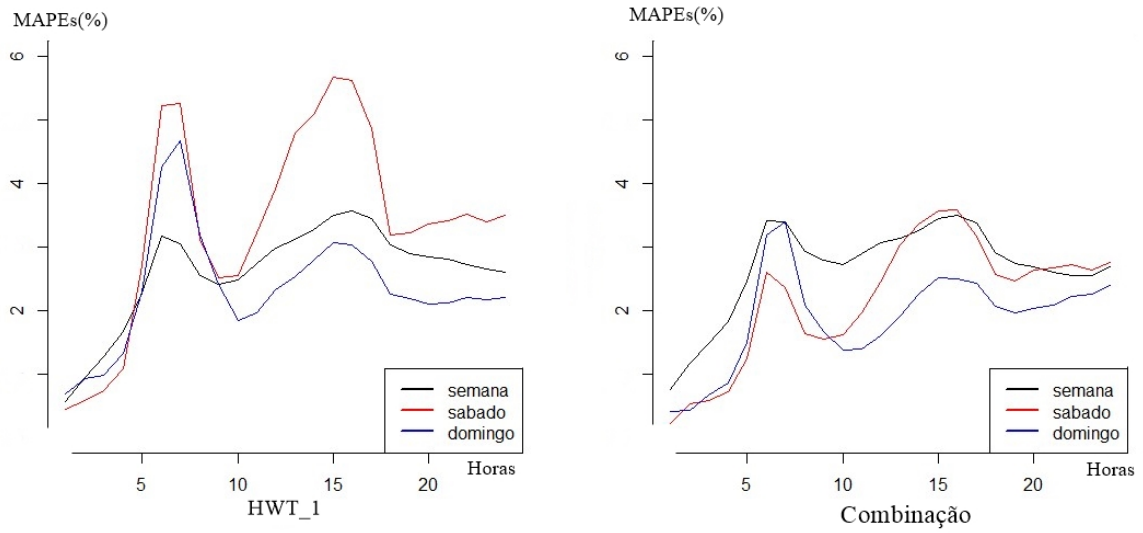 MAPEs(%)
6
4
2
semana
sabado
domingo
Horas
5 10 15 20
HWT_1
MAPEs(%)
6
4
2
semana
sabado
domingo
Horas
5 10 15 20
Combinação